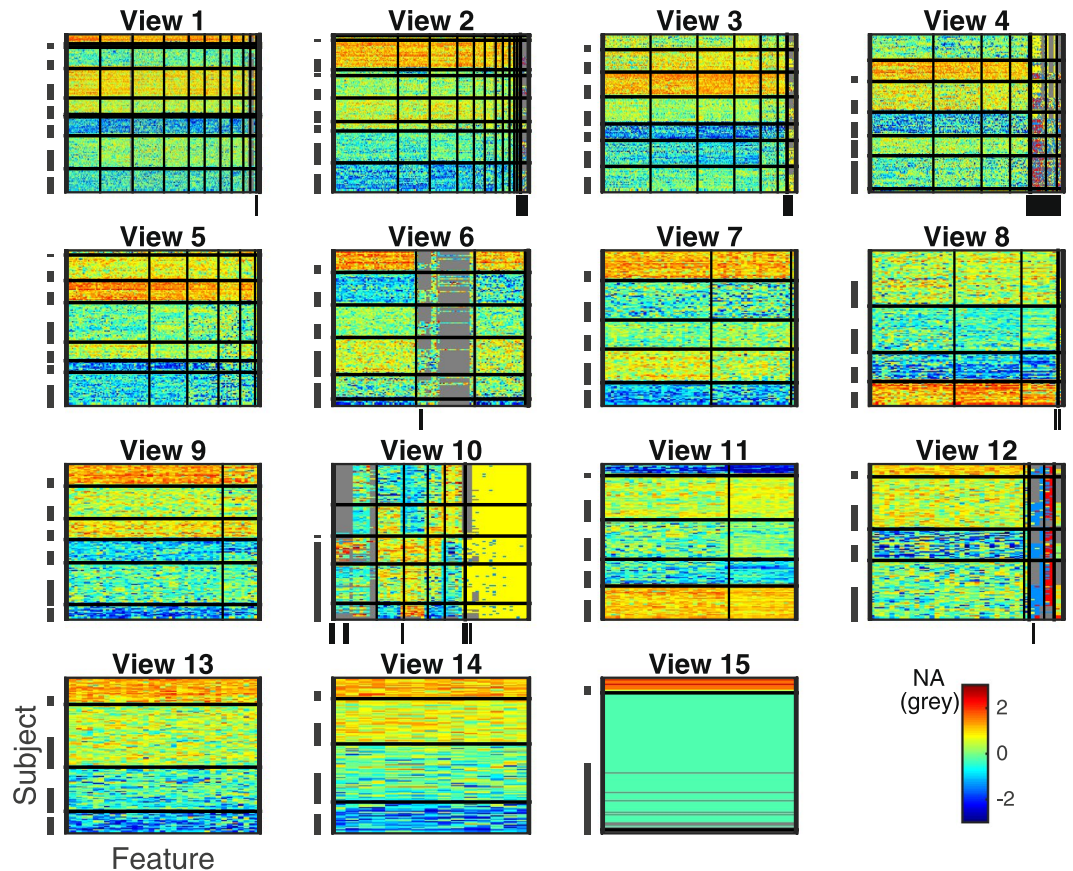 View 1
View 2
View 3
View 4
View 5
View 6
View 7
View 8
View 9
View 10
View 11
View 12
View 13
View 14
View 15
NA
(grey)
2
0
-2
Subject
Feature